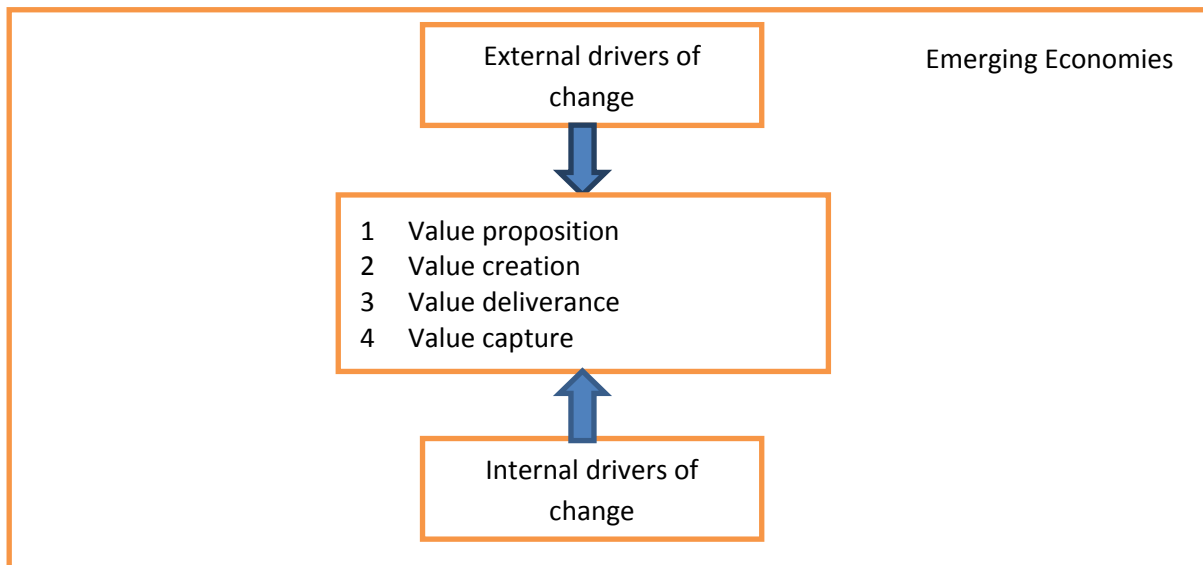 External drivers of
change
Emerging Economies
1 Value proposition
2 Value creation
3 Value deliverance
4 Value capture
Internal drivers of
change